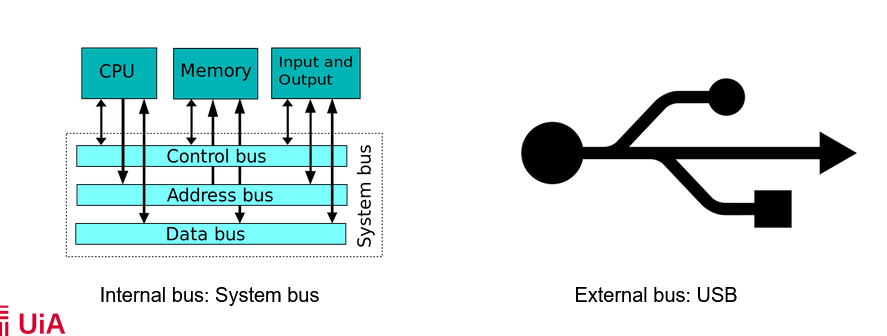 CPU
Memory
Input and
Output
Control bus
Address bus
Data bus
System bus
Internal bus: System bus
External bus: USB
UiA